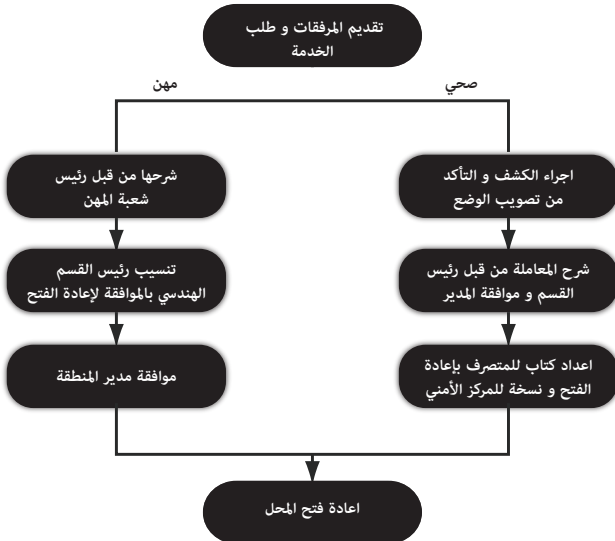 تقديم المرفقات و طلب
الخدمة
صحي
مهن
اجراء الكشف و التأكد
من تصويب الوضع
شرحها من قبل رئيس
شعبة المهن
شرح المعاملة من قبل رئيس
القسم و موافقة المدير
تنسيب رئيس القسم
الهندسي بالموافقة لإعادة الفتح
اعداد كتاب للمتصرف بإعادة
الفتح و نسخة للمركز الأمني
موافقة مدير المنطقة
اعادة فتح المحل